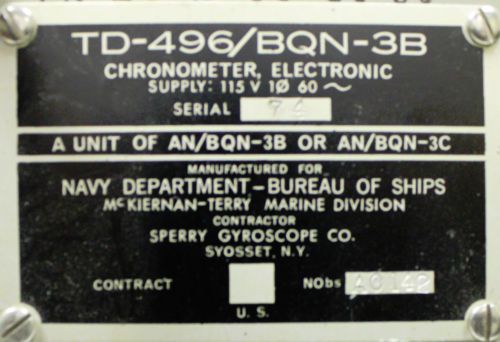 TD-496/BQN-3B
CHRONOMETER, ELECTRONIC
SUPPLY: 115 V 1Ø 60 ~
SERIAL
A UNIT OF AN/BQN-3B OR AN/BQN-3C
MANUFACTURED FOR
NAVY DEPARTMENT—BUREAU OF SHIPS
McKIERNAN-TERRY MARINE DIVISION
CONTRACTOR
SPERRY GYROSCOPE CO.
SYOSSET, N.Y.
CONTRACT NObs
U. S.